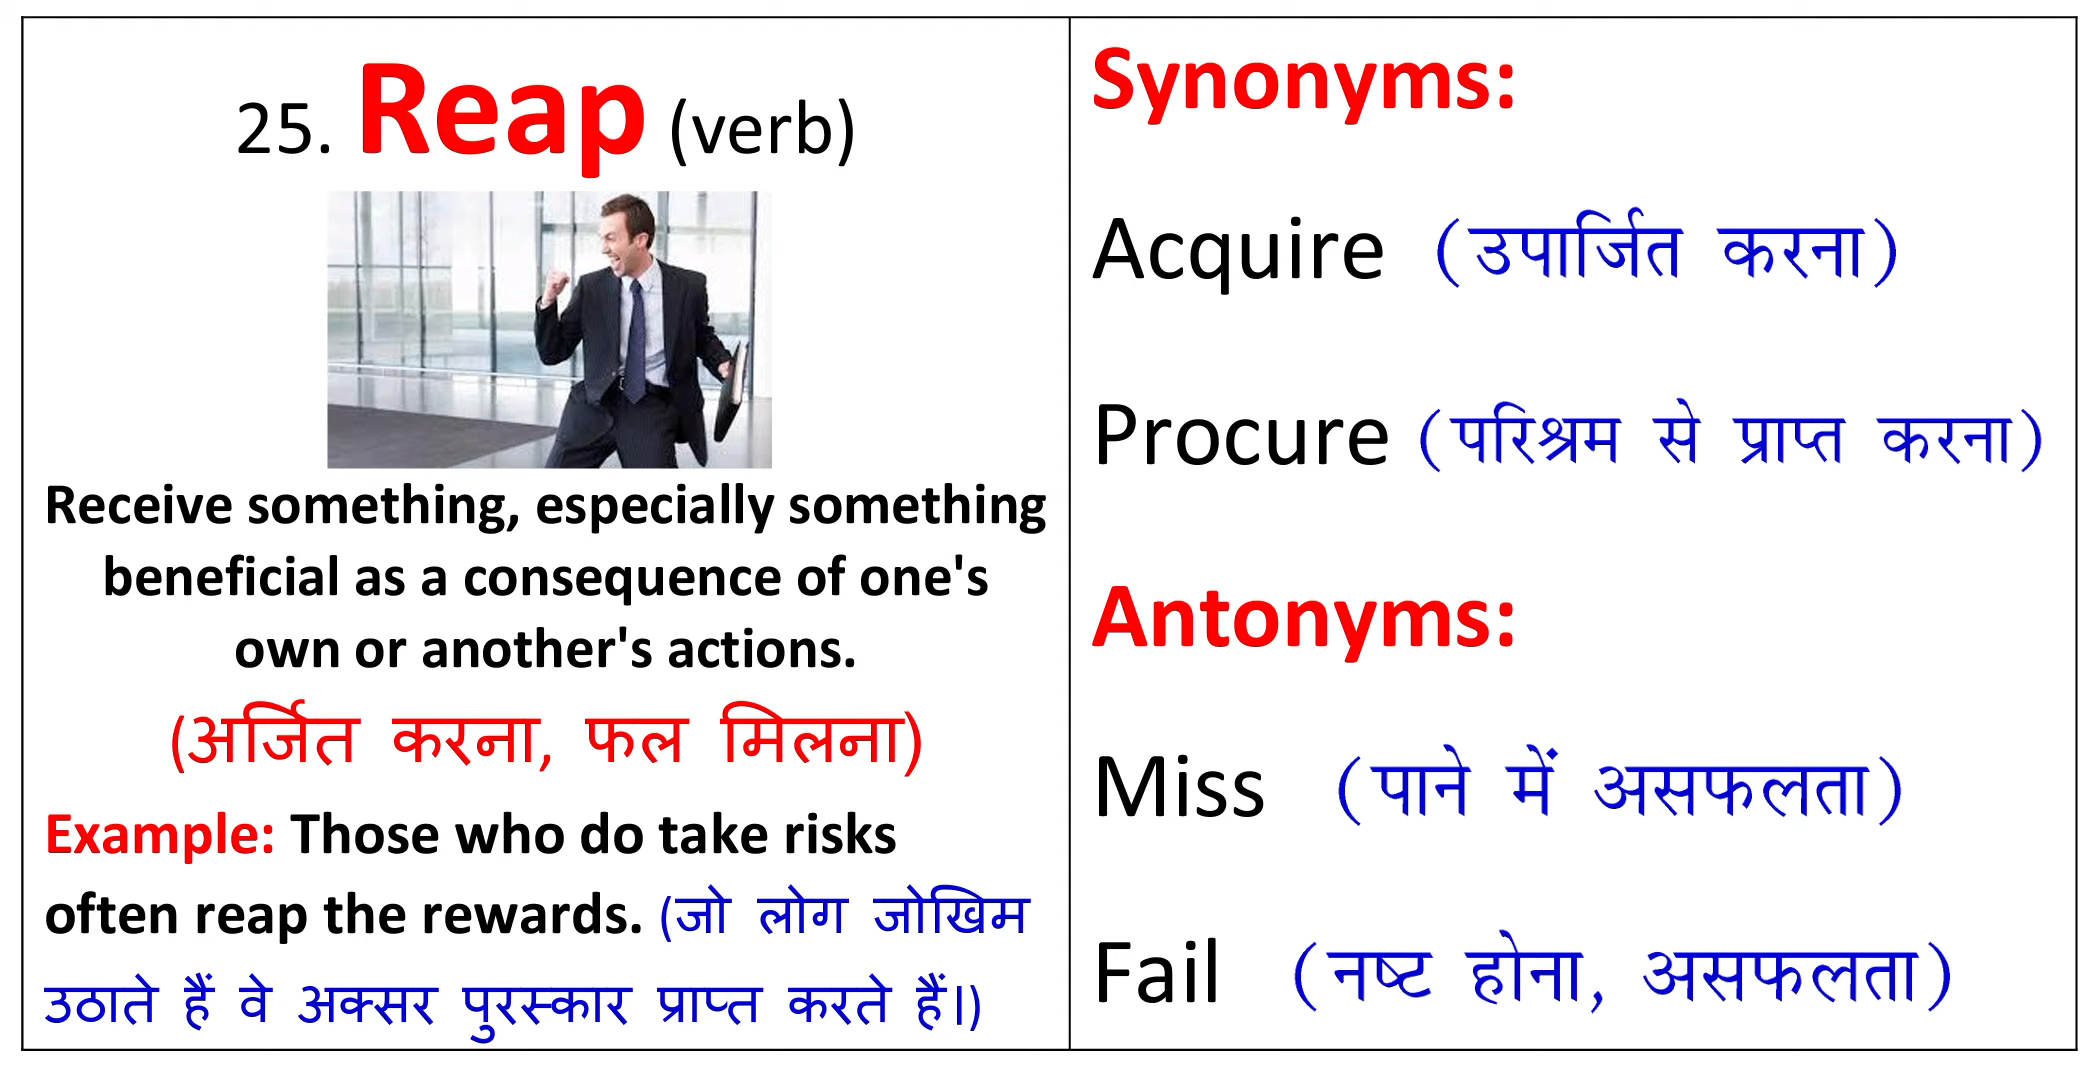 25. Reap (verb)
Receive something, especially something
beneficial as a consequence of one's
own or another's actions.
(अर्जित करना, फल मिलना)
Example: Those who do take risks
often reap the rewards. (जो लोग जोखिम
उठाते हैं वे अक्सर पुरस्कार प्राप्त करते हैं।)
Synonyms:
Acquire (उपार्जित करना)
Procure (परिश्रम से प्राप्त करना)
Antonyms:
Miss (पाने में असफलता)
Fail (नष्ट होना, असफलता)